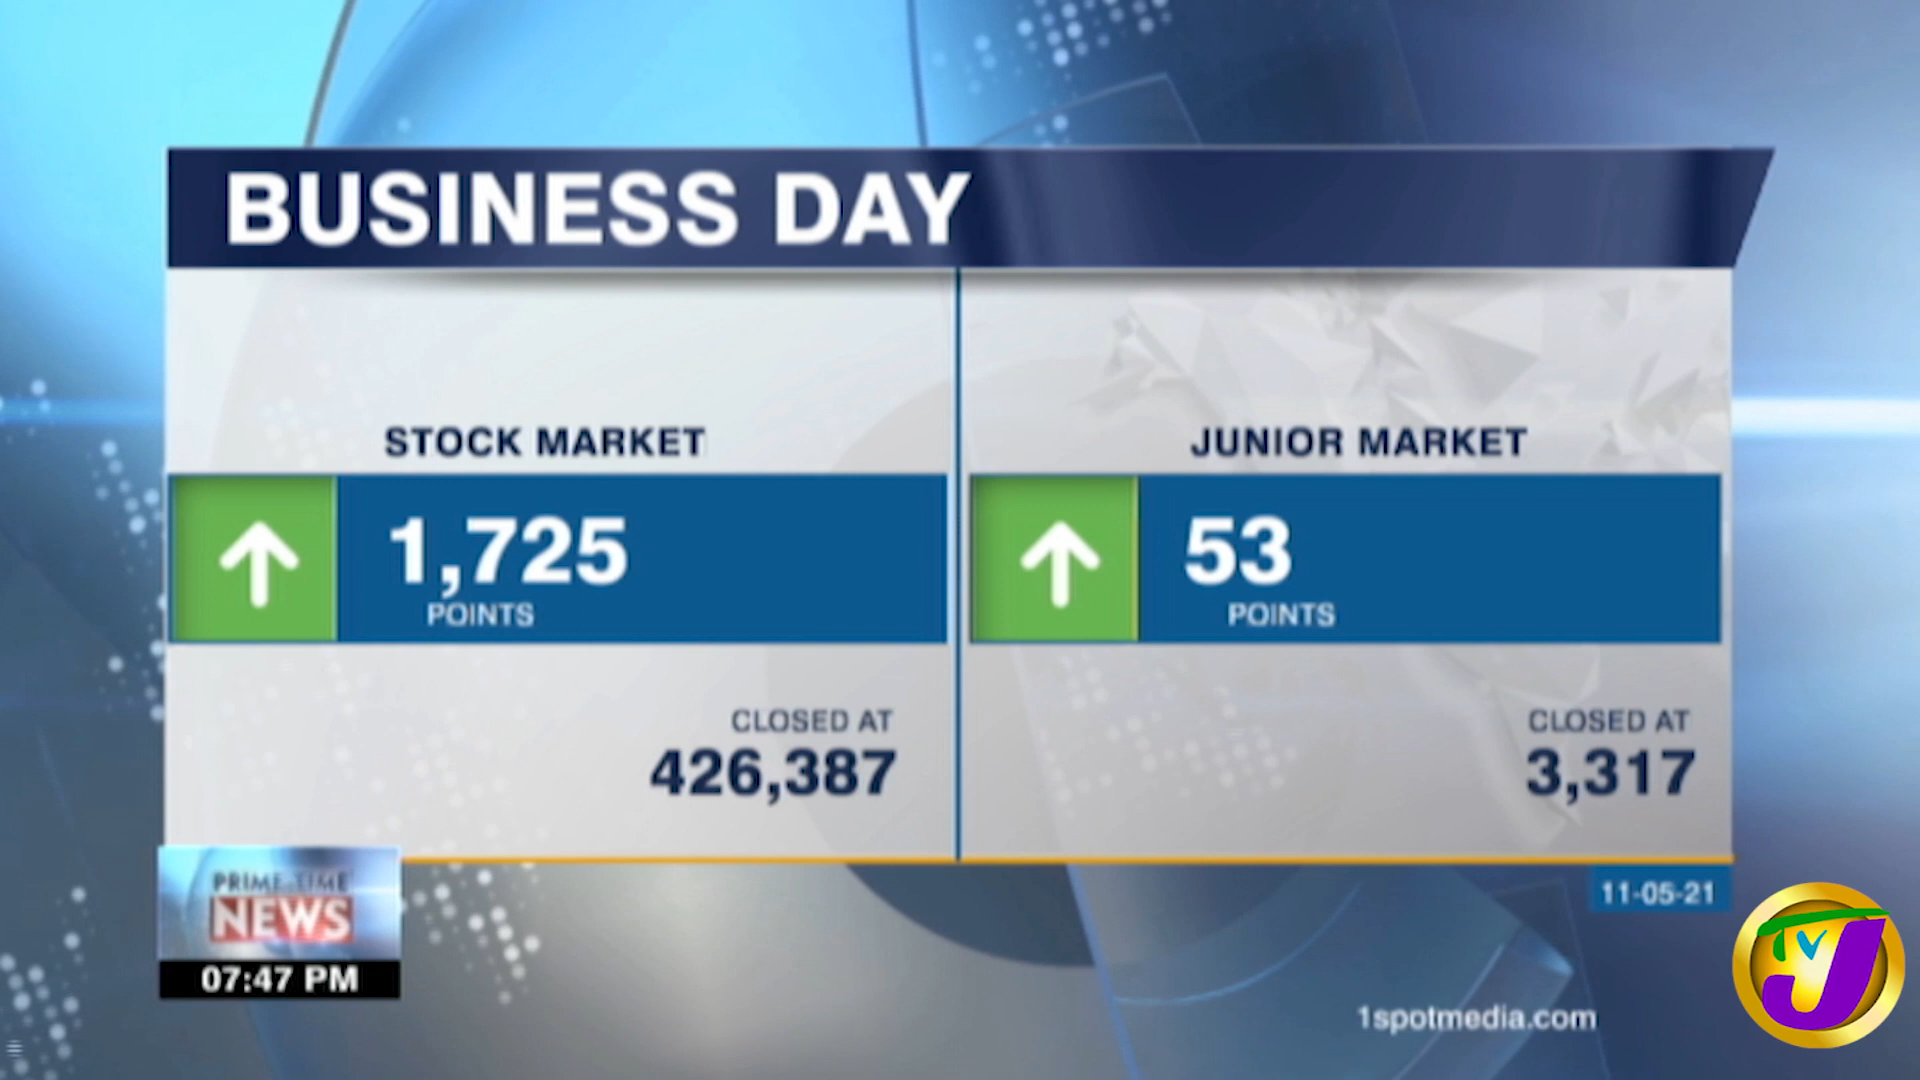 BUSINESS DAY
STOCK MARKET
1,725
POINTS
CLOSED AT
426,387
JUNIOR MARKET
53
POINTS
CLOSED AT
3,317
PRIME TIME
NEWS
07:47 PM
11-05-21
1spotmedia.com
TVJ